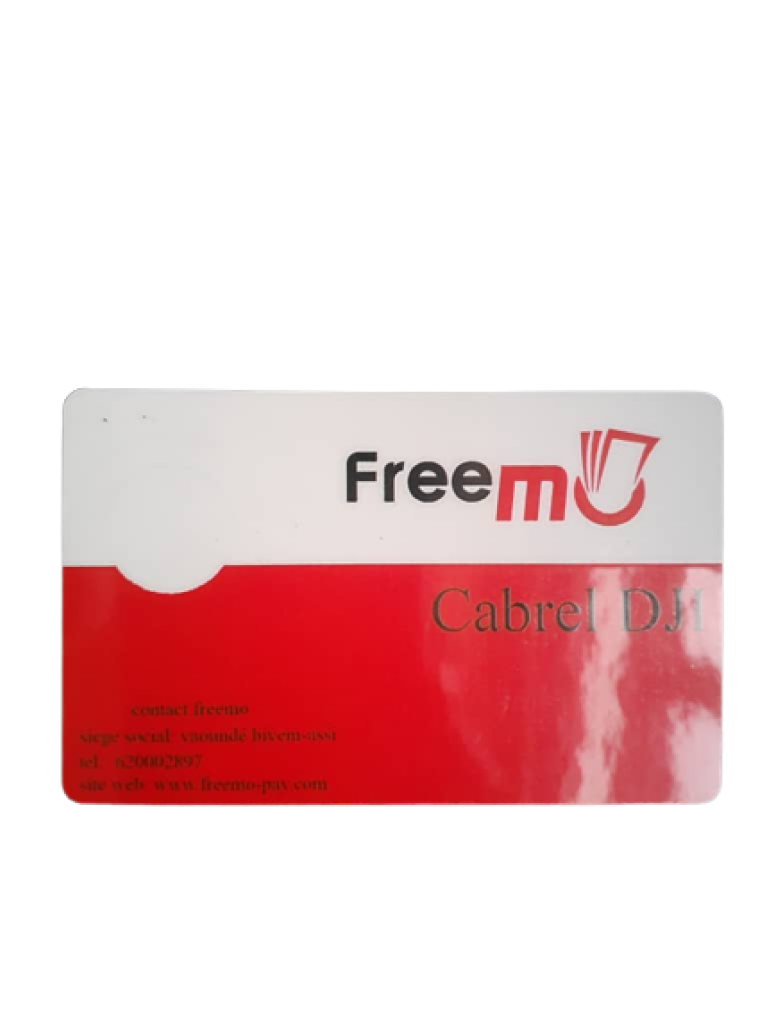 Freemo
Cabrel DJI
contact freemo
siege social: yaoundé biyem-assi
tel: 620002897
site web: www.freemo-pay.com